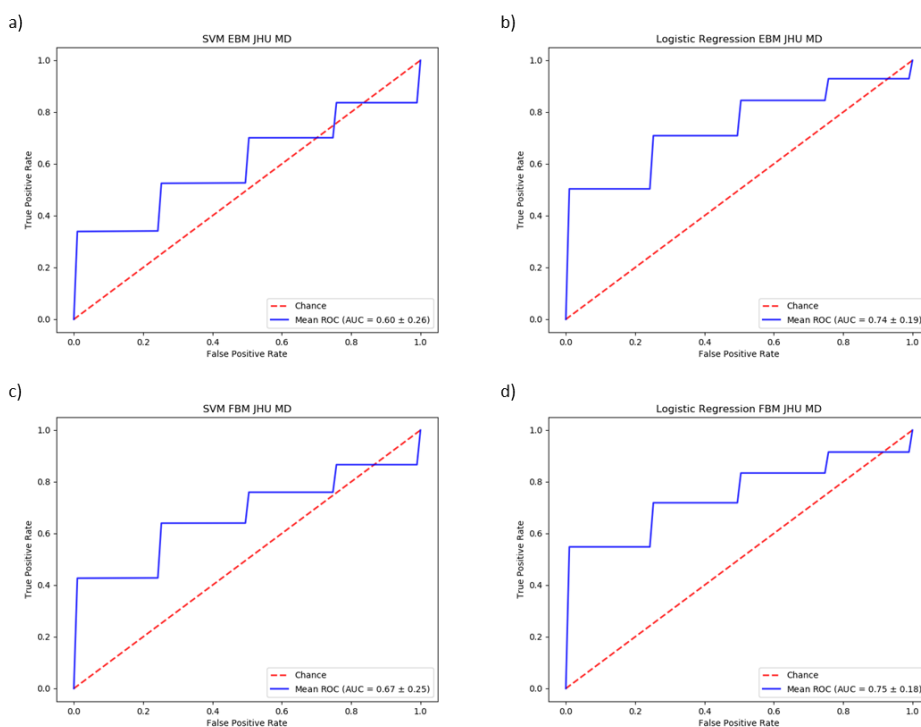 a)
SVM EBM JHU MD
1.0
0.8
0.6
0.4
0.2
0.0
True Positive Rate
0.0 0.2 0.4 0.6 0.8 1.0
False Positive Rate
Chance
Mean ROC (AUC = 0.60 ± 0.26)
b)
Logistic Regression EBM JHU MD
1.0
0.8
0.6
0.4
0.2
0.0
True Positive Rate
0.0 0.2 0.4 0.6 0.8 1.0
False Positive Rate
Chance
Mean ROC (AUC = 0.74 ± 0.19)
c)
SVM FBM JHU MD
1.0
0.8
0.6
0.4
0.2
0.0
True Positive Rate
0.0 0.2 0.4 0.6 0.8 1.0
False Positive Rate
Chance
Mean ROC (AUC = 0.67 ± 0.25)
d)
Logistic Regression FBM JHU MD
1.0
0.8
0.6
0.4
0.2
0.0
True Positive Rate
0.0 0.2 0.4 0.6 0.8 1.0
False Positive Rate
Chance
Mean ROC (AUC = 0.75 ± 0.18)